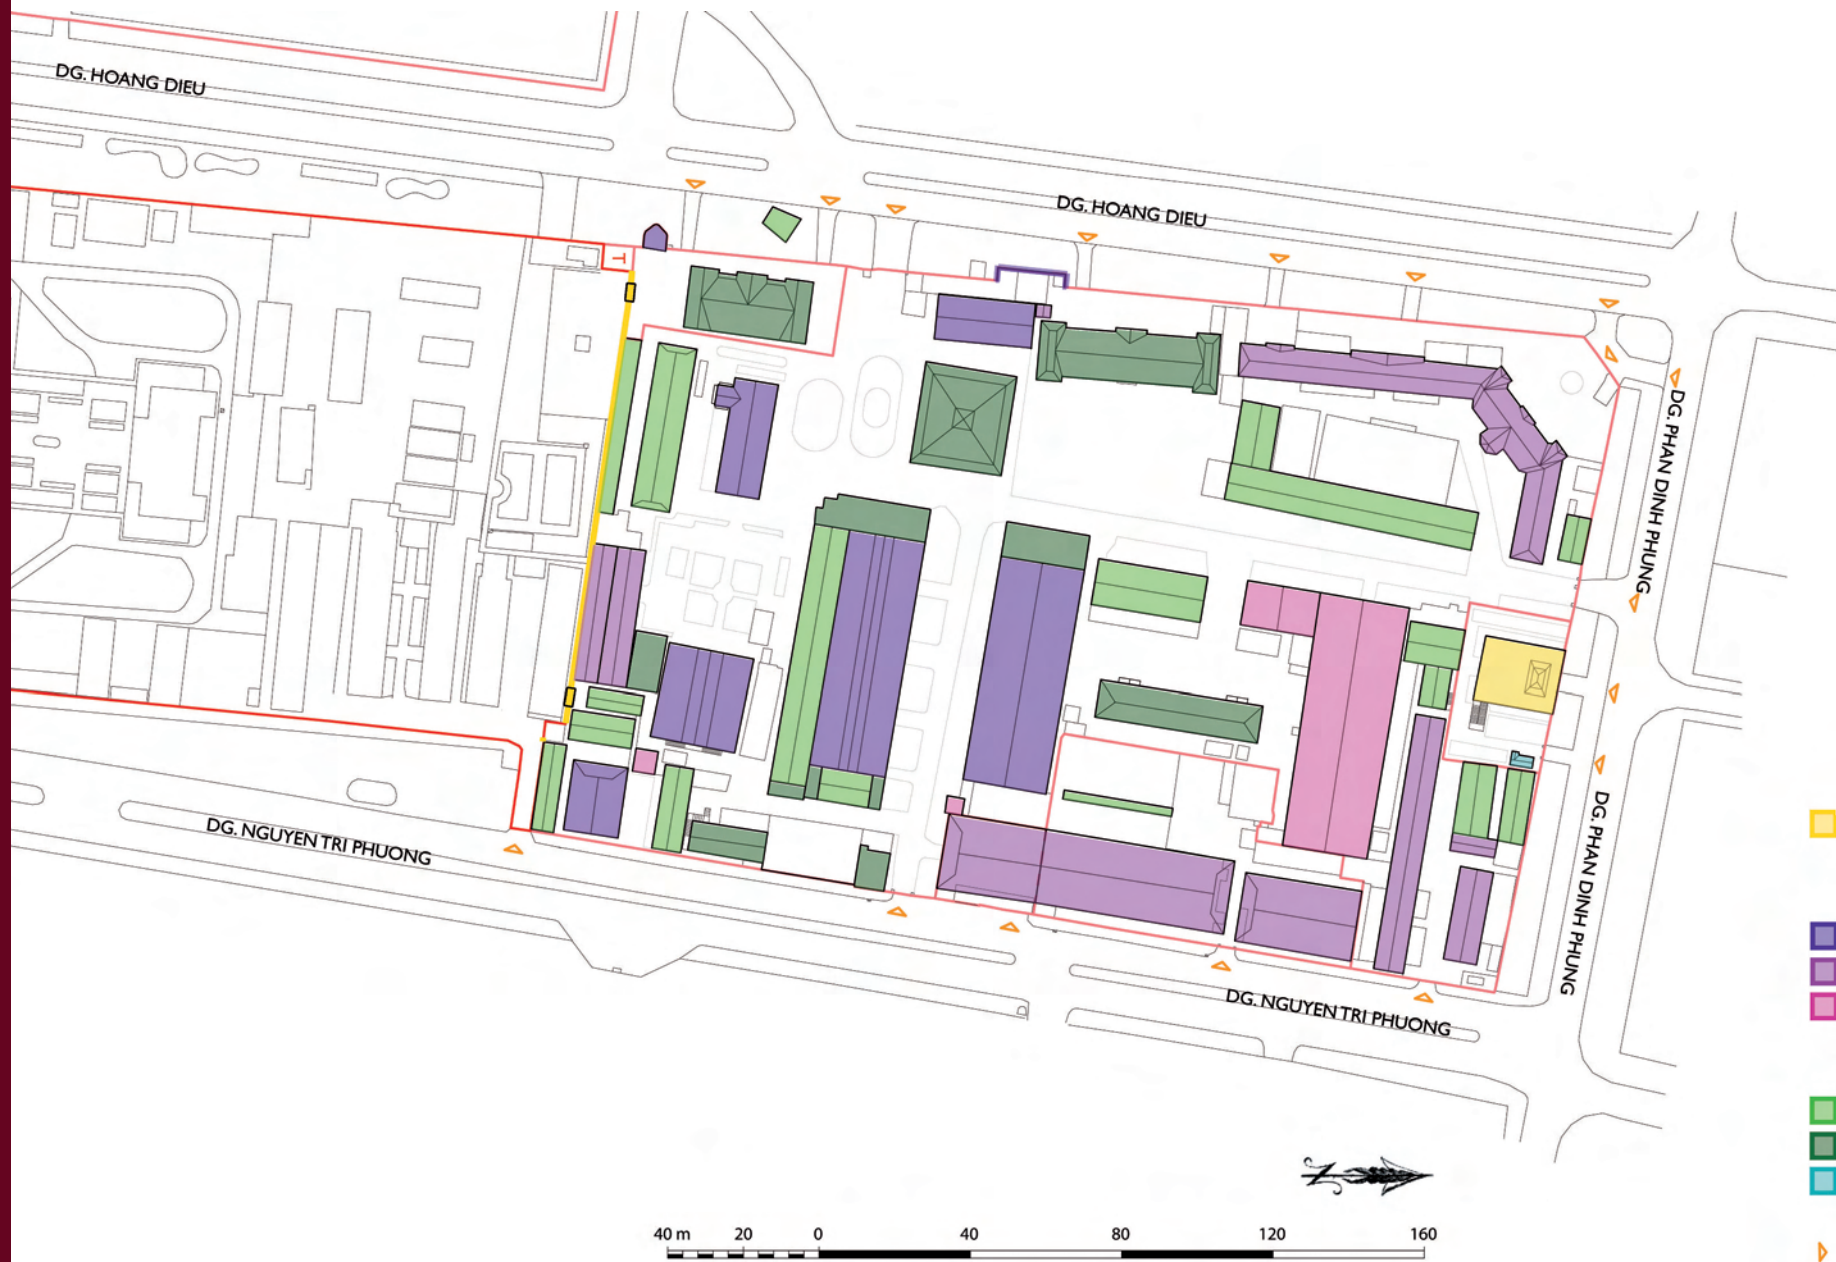 DG. HOANG DIEU
DG. HOANG DIEU
T
DG. PHAN DINH PHUNG
DG. PHAN DINH PHUNG
DG. NGUYEN TRI PHUONG
DG. NGUYEN TRI PHUONG
Z
40 m 20 0 40 80 120 160